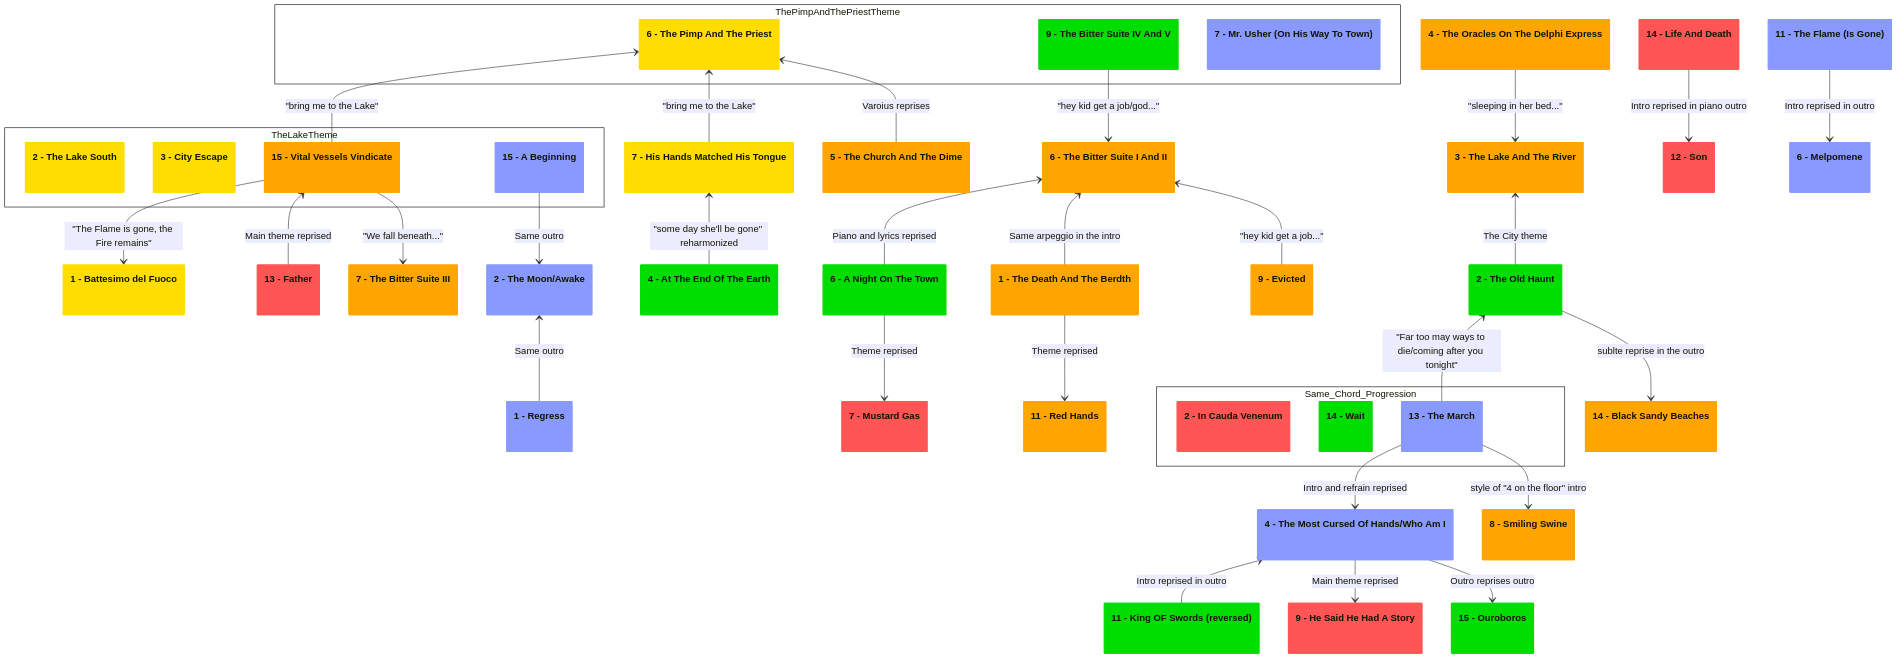 ThePimpAndThePriestTheme
6 - The Pimp And The Priest
9 - The Bitter Suite IV And V
7 - Mr. Usher (On His Way To Town)
4 - The Oracles On The Delphi Express
14 - Life And Death
11 - The Flame (Is Gone)
"bring me to the Lake"
"bring me to the Lake"
Varoius reprises
"hey kid get a job/god..."
"sleeping in her bed..."
Intro reprised in piano outro
Intro reprised in outro
TheLakeTheme
2 - The Lake South
3 - City Escape
15 - Vital Vessels Vindicate
15 - A Beginning
7 - His Hands Matched His Tongue
5 - The Church And The Dime
6 - The Bitter Suite I And II
3 - The Lake And The River
12 - Son
6 - Melpomene
"The Flame is gone, the
Fire remains"
Main theme reprised
"We fall beneath..."
Same outro
"some day she'll be gone"
reharmonized
Piano and lyrics reprised
Same arpeggio in the intro
"hey kid get a job..."
The City theme
1 - Battesimo del Fuoco
13 - Father
7 - The Bitter Suite III
2 - The Moon/Awake
4 - At The End Of The Earth
6 - A Night On The Town
1 - The Death And The Berdth
9 - Evicted
2 - The Old Haunt
Same outro
Theme reprised
Theme reprised
"Far too may ways to
die/coming after you
tonight"
sublte reprise in the outro
1 - Regress
7 - Mustard Gas
11 - Red Hands
Same_Chord_Progression
2 - In Cauda Venenum
14 - Wait
13 - The March
14 - Black Sandy Beaches
Intro and refrain reprised
style of "4 on the floor" intro
4 - The Most Cursed Of Hands/Who Am I
8 - Smiling Swine
Intro reprised in outro
Main theme reprised
Outro reprises outro
11 - King OF Swords (reversed)
9 - He Said He Had A Story
15 - Ouroboros